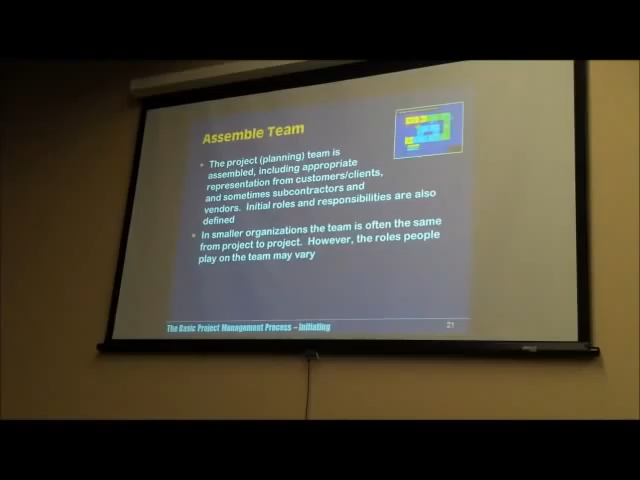 Assemble Team
• The project (planning) team is
assembled, including appropriate
representation from customers/clients,
and sometimes subcontractors and
vendors. Initial roles and responsibilities are also
defined
• In smaller organizations the team is often the same
from project to project. However, the roles people
play on the team may vary
The Basic Project Management Process – Initiating
21